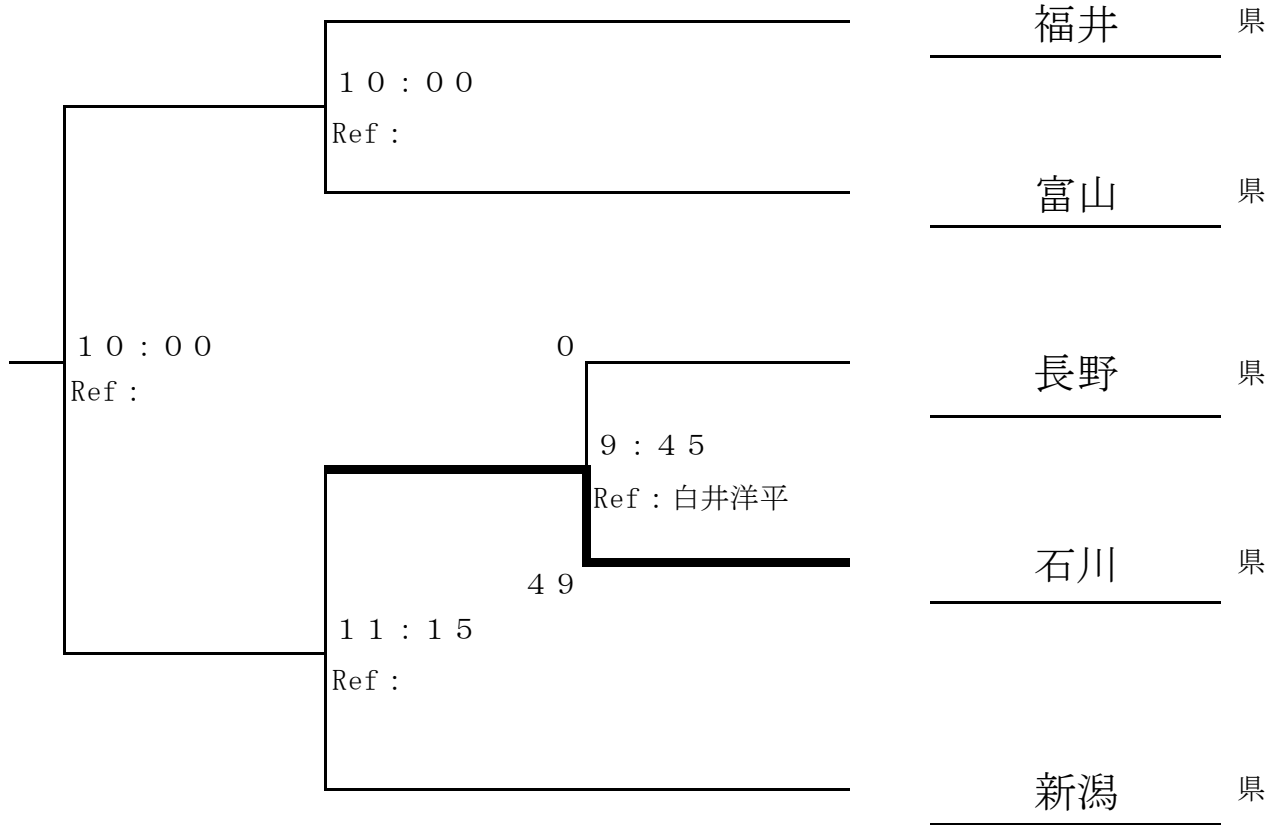 福井 県
１０：００
Ref：
富山 県
１０：００
Ref：
０
長野 県
９：４５
Ref：白井洋平
石川 県
４９
１１：１５
Ref：
新潟 県